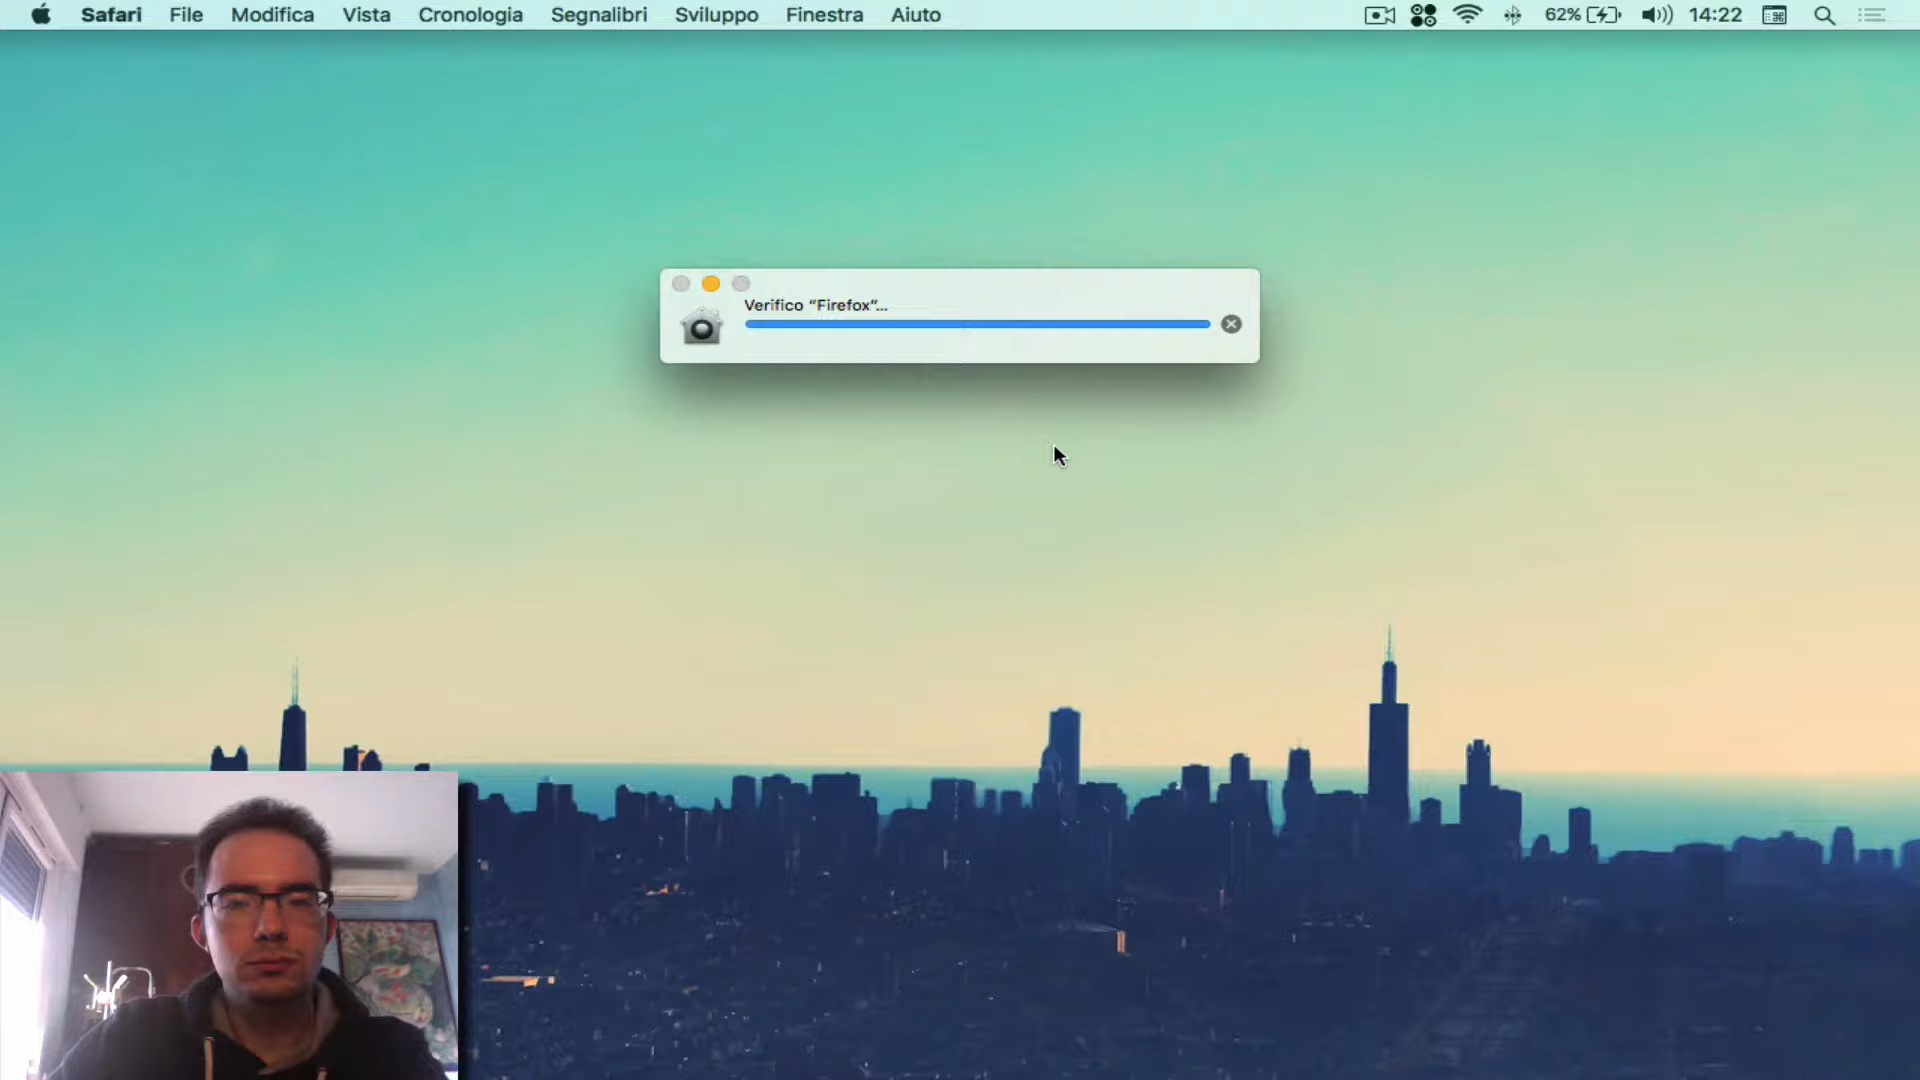 Safari File Modifica Vista Cronologia Segnalibri Sviluppo Finestra Aiuto 62% 14:22
Verifico “Firefox”...